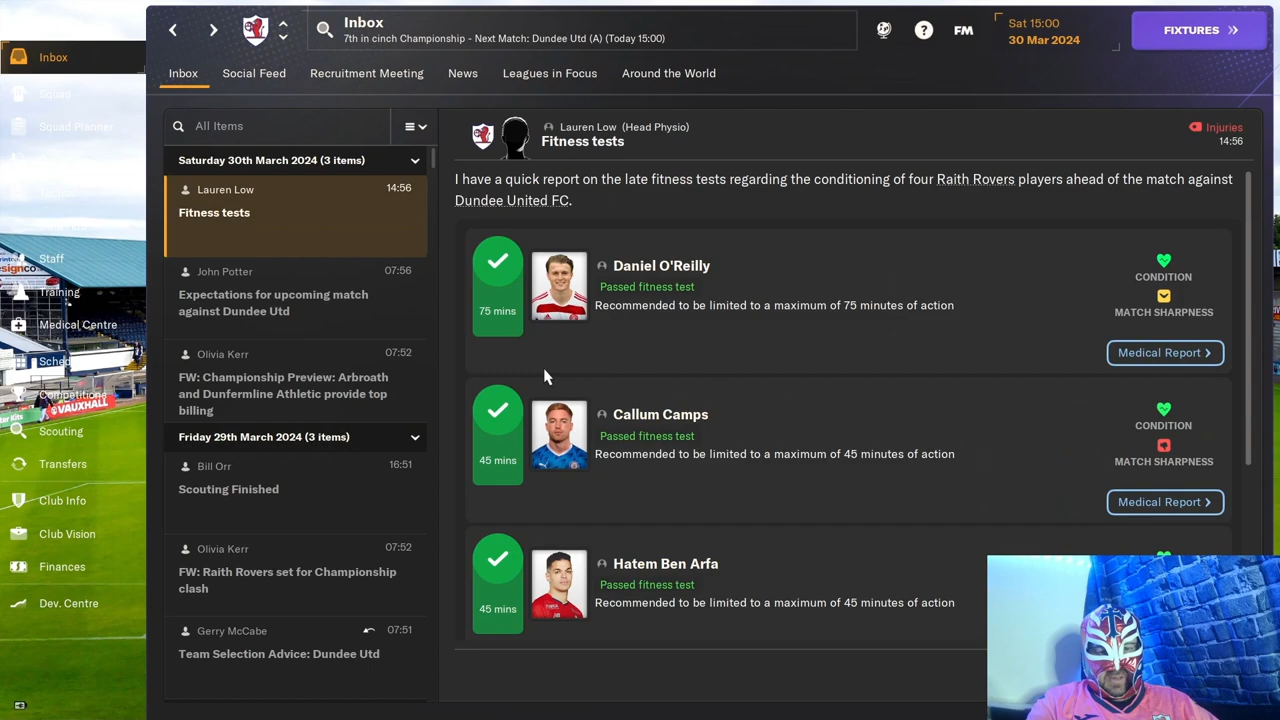 Inbox
7th in cinch Championship - Next Match: Dundee Utd (A) (Today 15:00)
FM
Sat 15:00
30 Mar 2024
FIXTURES
Inbox
Squad
Squad Planner
Staff
Training
Medical Centre
Sched
Competitions
VAUXHALL
Scouting
Transfers
Club Info
Club Vision
Finances
Dev. Centre
Inbox
Social Feed
Recruitment Meeting
News
Leagues in Focus
Around the World
All Items
Saturday 30th March 2024 (3 items)
Lauren Low
14:56
Fitness tests
John Potter
07:56
Expectations for upcoming match
against Dundee Utd
Olivia Kerr
07:52
FW: Championship Preview: Arbroath
and Dunfermline Athletic provide top
billing
Friday 29th March 2024 (3 items)
Bill Orr
16:51
Scouting Finished
Olivia Kerr
07:52
FW: Raith Rovers set for Championship
clash
Gerry McCabe
07:51
Team Selection Advice: Dundee Utd
Lauren Low (Head Physio)
Fitness tests
Injuries
14:56
I have a quick report on the late fitness tests regarding the conditioning of four Raith Rovers players ahead of the match against
Dundee United FC.
75 mins
Daniel O'Reilly
Passed fitness test
Recommended to be limited to a maximum of 75 minutes of action
CONDITION
MATCH SHARPNESS
Medical Report
45 mins
Callum Camps
Passed fitness test
Recommended to be limited to a maximum of 45 minutes of action
CONDITION
MATCH SHARPNESS
Medical Report
45 mins
Hatem Ben Arfa
Passed fitness test
Recommended to be limited to a maximum of 45 minutes of action